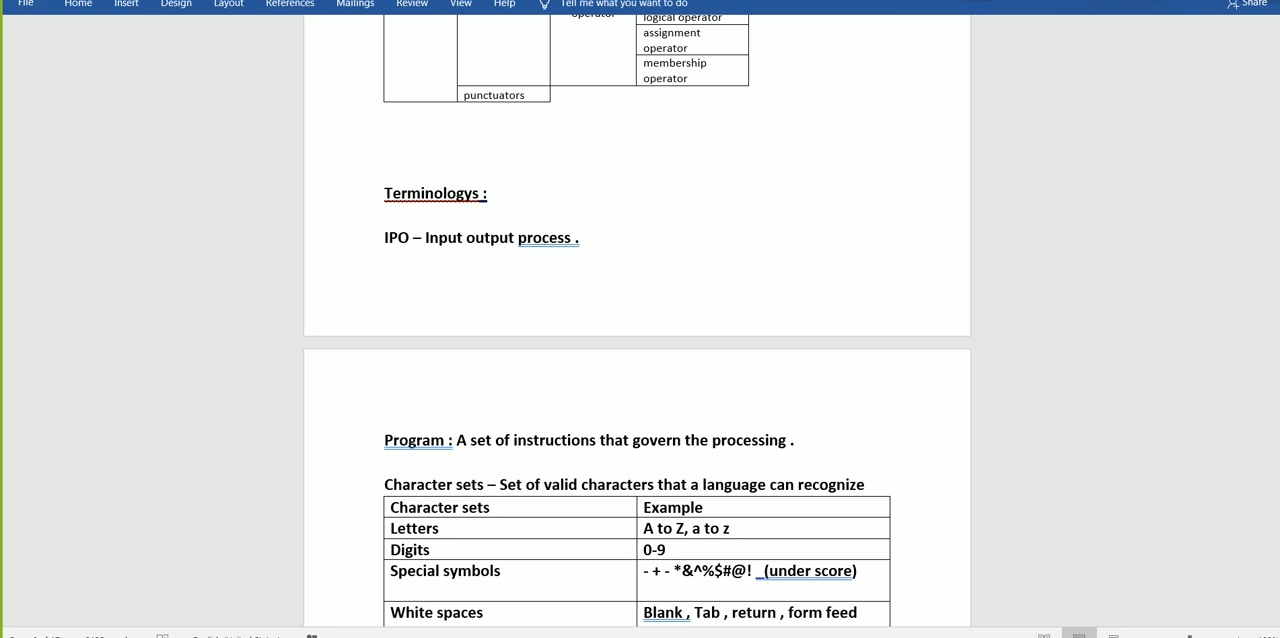 File Home Insert Design Layout References Mailings Review View Help Tell me what you want to do Share
operator logical operator
assignment
operator
membership
operator
punctuators
Terminologys :
IPO – Input output process .
Program : A set of instructions that govern the processing .
Character sets – Set of valid characters that a language can recognize
Character sets Example
Letters A to Z, a to z
Digits 0-9
Special symbols - + - *&^%$#@! _(under score)
White spaces Blank , Tab , return , form feed